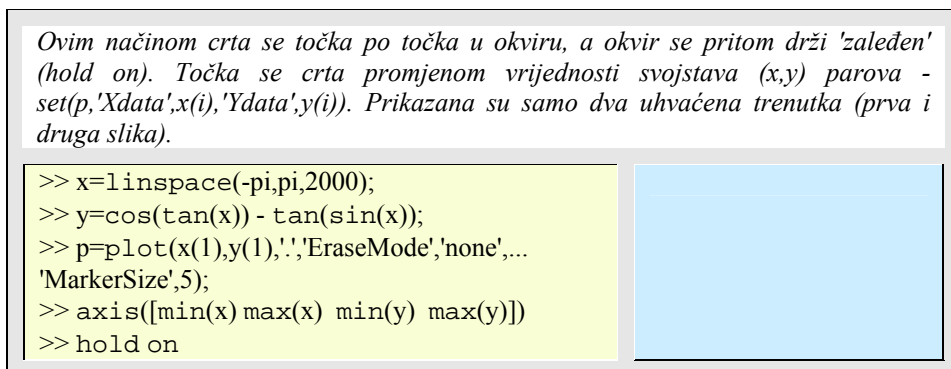 Ovim načinom crta se točka po točka u okviru, a okvir se pritom drži 'zaleđen'
(hold on). Točka se crta promjenom vrijednosti svojstava (x,y) parova -
set(p,'Xdata',x(i),'Ydata',y(i)). Prikazana su samo dva uhvaćena trenutka (prva i
druga slika).
>> x=linspace(-pi,pi,2000);
>> y=cos(tan(x)) - tan(sin(x));
>> p=plot(x(1),y(1),'.','EraseMode','none',...
'MarkerSize',5);
>> axis([min(x) max(x) min(y) max(y)])
>> hold on